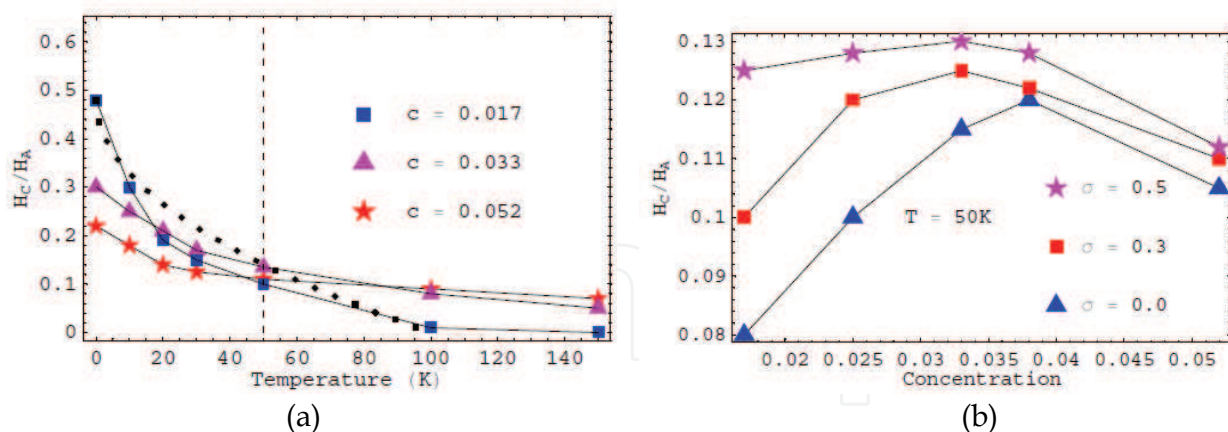 0.6
0.5
0.4
0.3
0.2
0.1
0
H_C/H_A
c = 0.017
c = 0.033
c = 0.052
0 20 40 60 80 100 120 140
Temperature (K)
(a)
0.13
0.12
0.11
0.1
0.09
0.08
H_C/H_A
T = 50K
σ = 0.5
σ = 0.3
σ = 0.0
0.02 0.025 0.03 0.035 0.04 0.045 0.05
Concentration
(b)